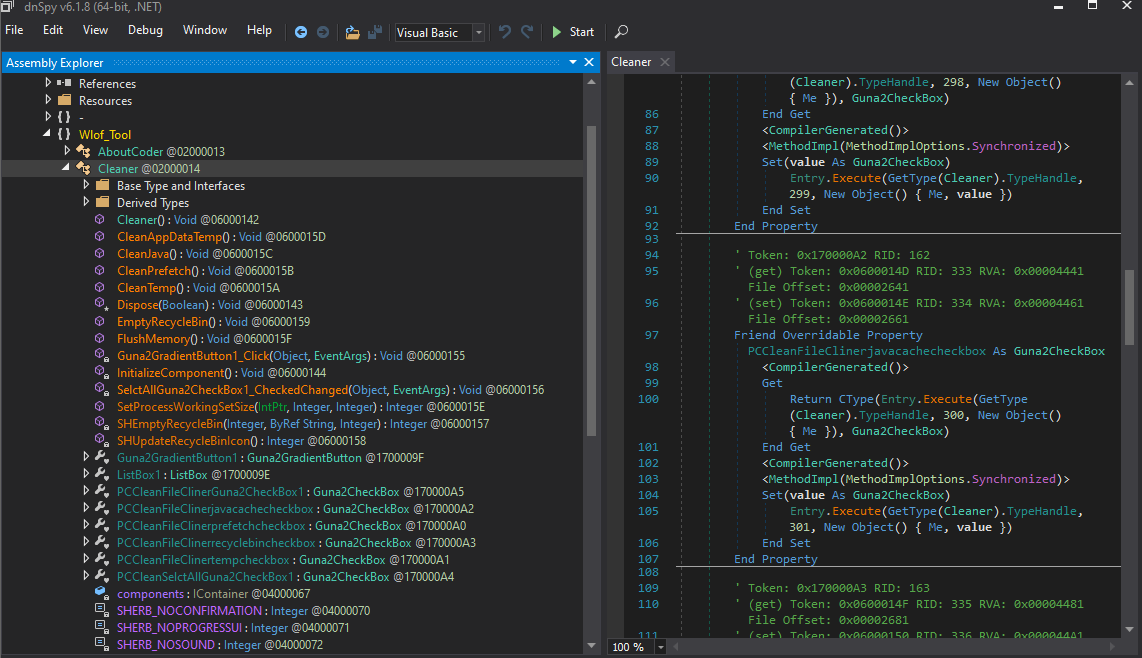 dnSpy v6.1.8 (64-bit, .NET)
File Edit View Debug Window Help Visual Basic Start
Assembly Explorer
References
Resources
{ } -
{ } Wlof_Tool
AboutCoder @02000013
Cleaner @02000014
Base Type and Interfaces
Derived Types
Cleaner() : Void @06000142
CleanAppDataTemp() : Void @0600015D
CleanJava() : Void @0600015C
CleanPrefetch() : Void @0600015B
CleanTemp() : Void @0600015A
Dispose(Boolean) : Void @06000143
EmptyRecycleBin() : Void @06000159
FlushMemory() : Void @0600015F
Guna2GradientButton1_Click(Object, EventArgs) : Void @06000155
InitializeComponent() : Void @06000144
SelctAllGuna2CheckBox1_CheckedChanged(Object, EventArgs) : Void @06000156
SetProcessWorkingSetSize(IntPtr, Integer, Integer) : Integer @0600015E
SHEmptyRecycleBin(Integer, ByRef String, Integer) : Integer @06000157
SHUpdateRecycleBinIcon() : Integer @06000158
Guna2GradientButton1 : Guna2GradientButton @1700009F
ListBox1 : ListBox @1700009E
PCCleanFileClinerGuna2CheckBox1 : Guna2CheckBox @170000A5
PCCleanFileClinerjavacachecheckbox : Guna2CheckBox @170000A2
PCCleanFileClinerprefetchcheckbox : Guna2CheckBox @170000A0
PCCleanFileClinerrecyclebincheckbox : Guna2CheckBox @170000A3
PCCleanFileClinertempcheckbox : Guna2CheckBox @170000A1
PCCleanSelctAllGuna2CheckBox1 : Guna2CheckBox @170000A4
components : IContainer @04000067
SHERB_NOCONFIRMATION : Integer @04000070
SHERB_NOPROGRESSUI : Integer @04000071
SHERB_NOSOUND : Integer @04000072
Cleaner
(Cleaner).TypeHandle, 298, New Object()
{ Me }), Guna2CheckBox)
86 End Get
87 <CompilerGenerated()>
88 <MethodImpl(MethodImplOptions.Synchronized)>
89 Set(value As Guna2CheckBox)
90 Entry.Execute(GetType(Cleaner).TypeHandle,
299, New Object() { Me, value })
91 End Set
92 End Property
93
94 ' Token: 0x170000A2 RID: 162
95 ' (get) Token: 0x0600014D RID: 333 RVA: 0x00004441
File Offset: 0x00002641
96 ' (set) Token: 0x0600014E RID: 334 RVA: 0x00004461
File Offset: 0x00002661
97 Friend Overridable Property
PCCleanFileClinerjavacachecheckbox As Guna2CheckBox
98 <CompilerGenerated()>
99 Get
100 Return CType(Entry.Execute(GetType
(Cleaner).TypeHandle, 300, New Object()
{ Me }), Guna2CheckBox)
101 End Get
102 <CompilerGenerated()>
103 <MethodImpl(MethodImplOptions.Synchronized)>
104 Set(value As Guna2CheckBox)
105 Entry.Execute(GetType(Cleaner).TypeHandle,
301, New Object() { Me, value })
106 End Set
107 End Property
108
109 ' Token: 0x170000A3 RID: 163
110 ' (get) Token: 0x0600014F RID: 335 RVA: 0x00004481
File Offset: 0x00002681
111 ' (set) Token: 0x06000150 RID: 336 RVA: 0x000044A1
100 %